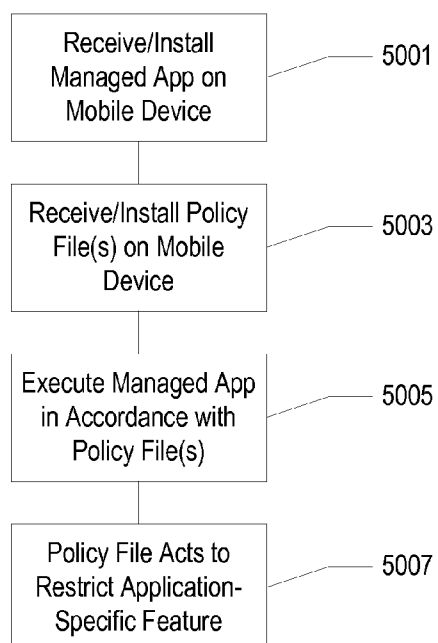 Receive/Install
Managed App on
Mobile Device
5001
Receive/Install Policy
File(s) on Mobile
Device
5003
Execute Managed App
in Accordance with
Policy File(s)
5005
Policy File Acts to
Restrict Application-
Specific Feature
5007